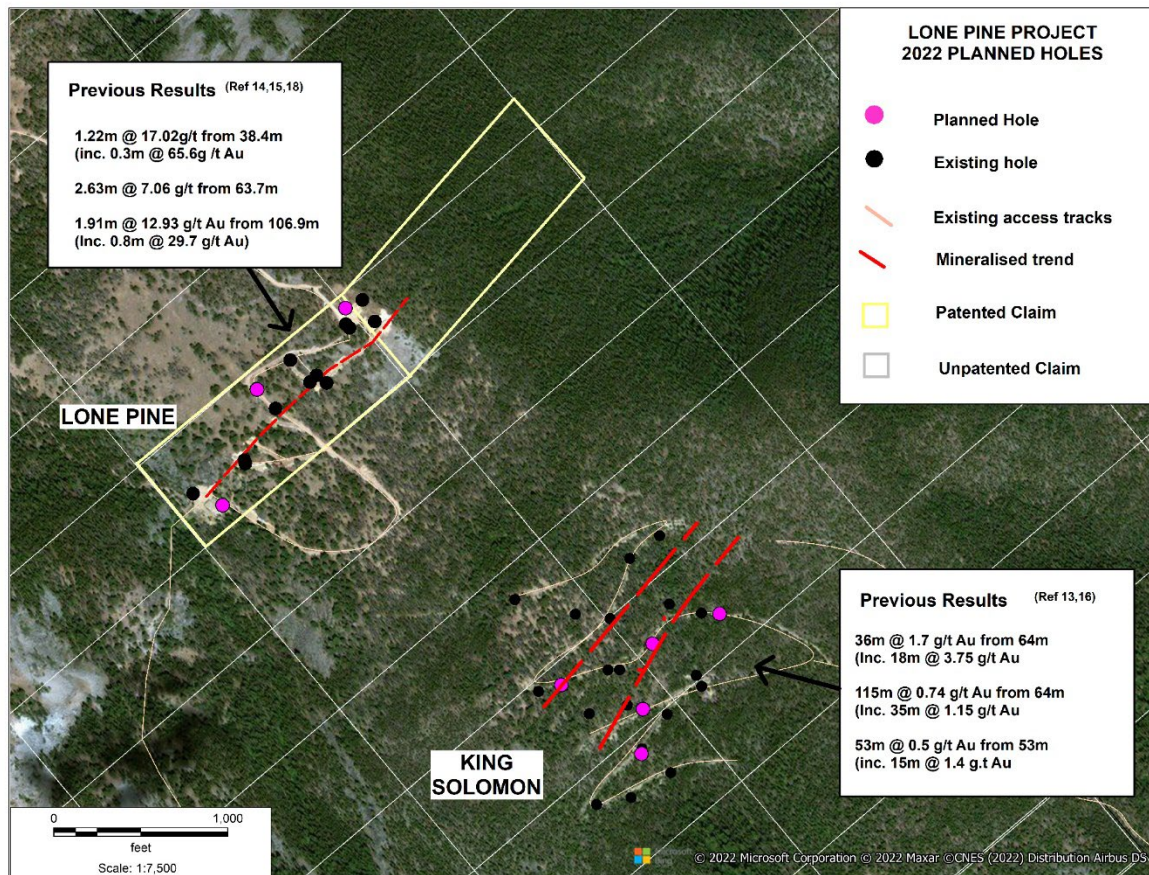 LONE PINE PROJECT
2022 PLANNED HOLES
Planned Hole
Existing hole
Existing access tracks
Mineralised trend
Patented Claim
Unpatented Claim
Previous Results (Ref 14,15,18)
1.22m @ 17.02g/t from 38.4m
(inc. 0.3m @ 65.6g /t Au
2.63m @ 7.06 g/t from 63.7m
1.91m @ 12.93 g/t Au from 106.9m
(Inc. 0.8m @ 29.7 g/t Au)
LONE PINE
Previous Results (Ref 13,16)
36m @ 1.7 g/t Au from 64m
(Inc. 18m @ 3.75 g/t Au
115m @ 0.74 g/t Au from 64m
(Inc. 35m @ 1.15 g/t Au
53m @ 0.5 g/t Au from 53m
(inc. 15m @ 1.4 g.t Au
KING
SOLOMON
0 1,000
feet
Scale: 1:7,500
© 2022 Microsoft Corporation © 2022 Maxar ©CNES (2022) Distribution Airbus DS